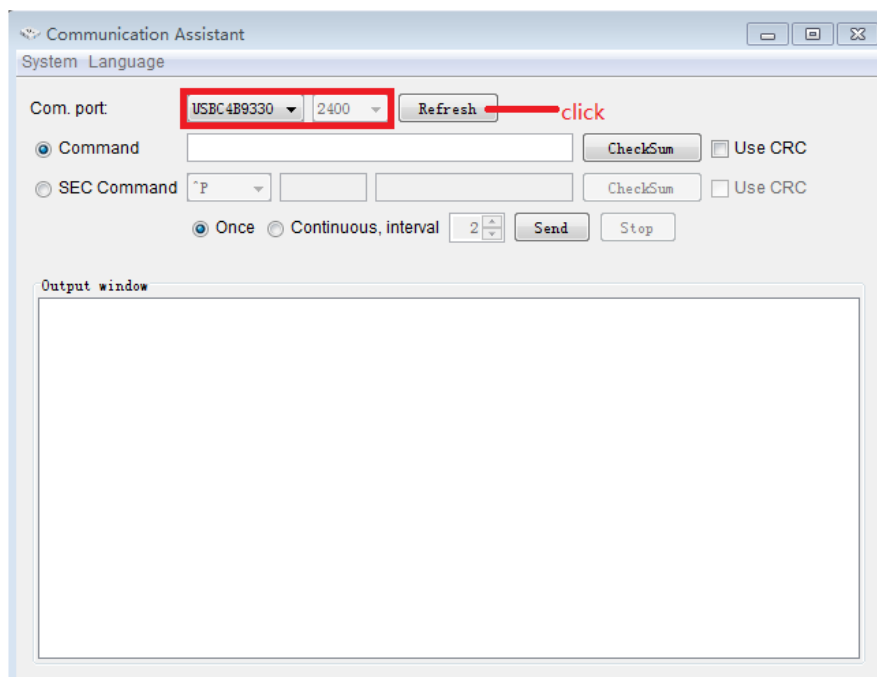 Communication Assistant
System Language
Com. port: USBC4B9330 2400 Refresh click
Command CheckSum Use CRC
SEC Command ^P CheckSum Use CRC
Once Continuous, interval 2 Send Stop
Output window